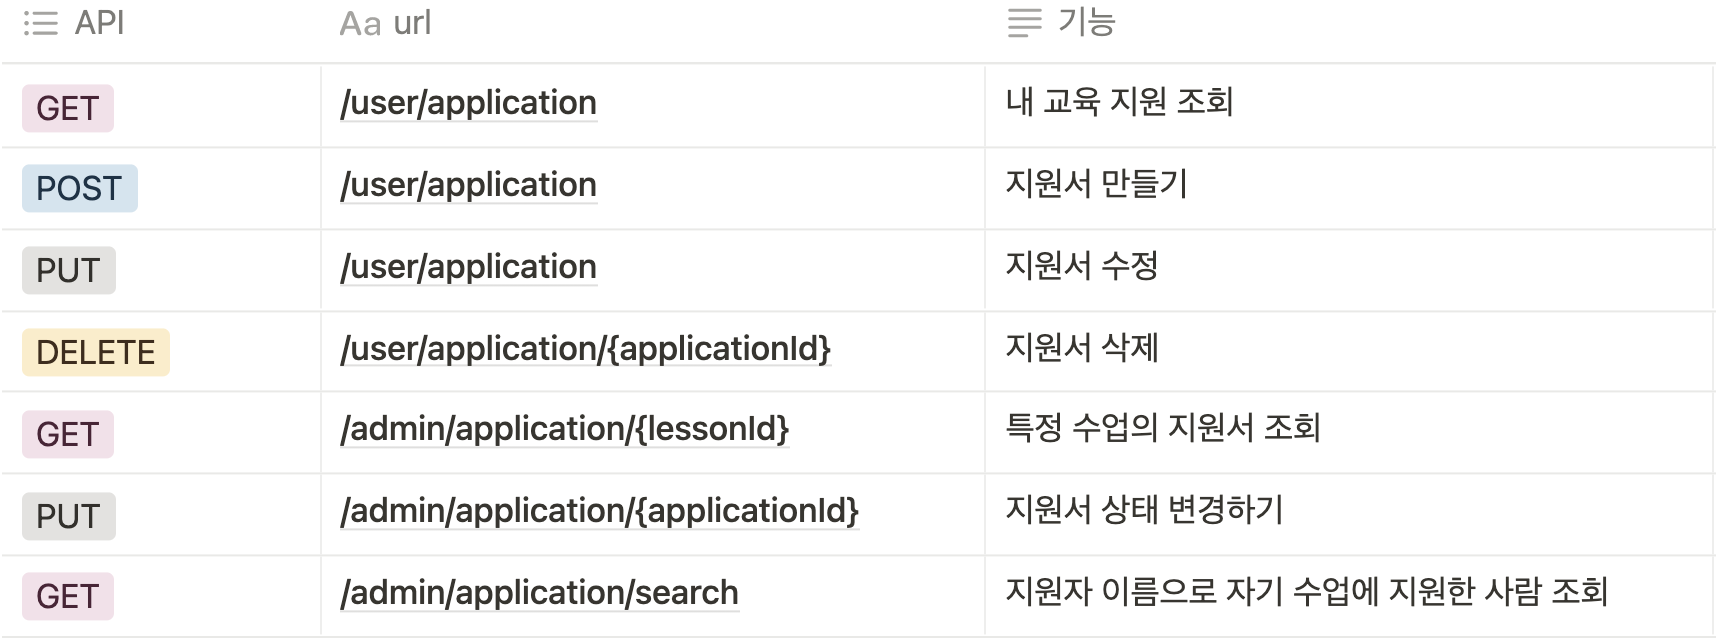 API Aa url 기능
GET /user/application 내 교육 지원 조회
POST /user/application 지원서 만들기
PUT /user/application 지원서 수정
DELETE /user/application/{applicationId} 지원서 삭제
GET /admin/application/{lessonId} 특정 수업의 지원서 조회
PUT /admin/application/{applicationId} 지원서 상태 변경하기
GET /admin/application/search 지원자 이름으로 자기 수업에 지원한 사람 조회